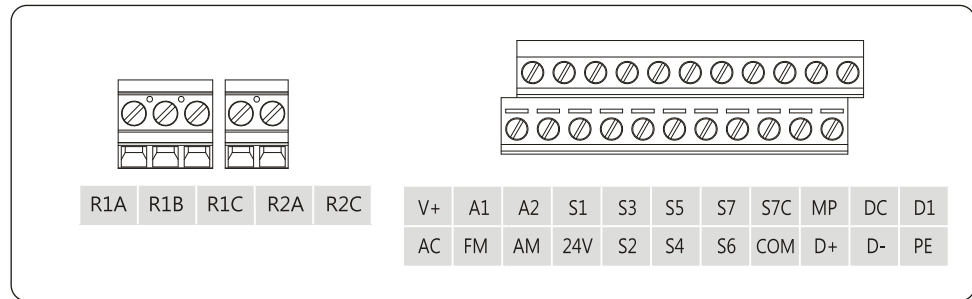 R1A R1B R1C R2A R2C
V+ A1 A2 S1 S3 S5 S7 S7C MP DC D1
AC FM AM 24V S2 S4 S6 COM D+ D- PE